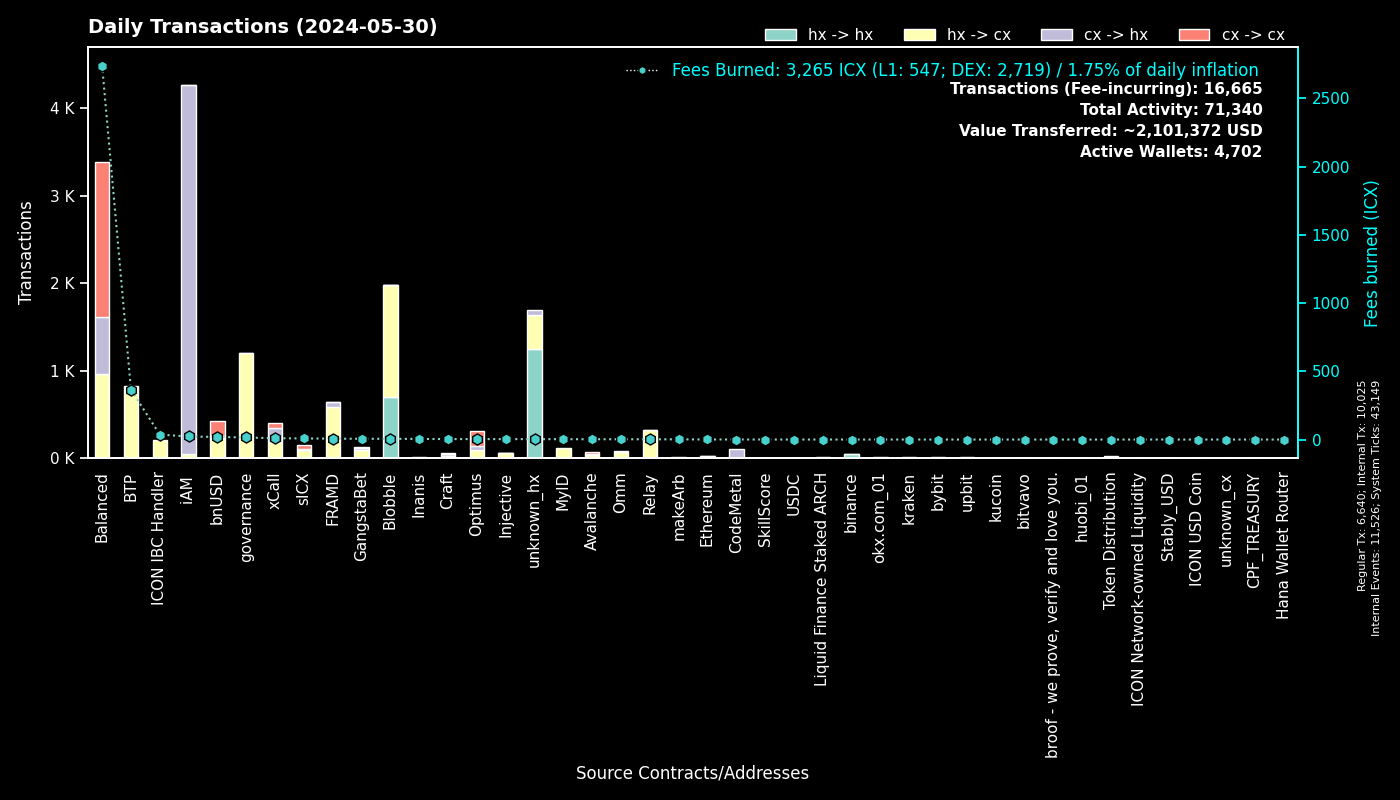 Daily Transactions (2024-05-30)
hx -> hx
hx -> cx
cx -> hx
cx -> cx
Fees Burned: 3,265 ICX (L1: 547; DEX: 2,719) / 1.75% of daily inflation
Transactions (Fee-incurring): 16,665
Total Activity: 71,340
Value Transferred: ~2,101,372 USD
Active Wallets: 4,702
Transactions
4 K
3 K
2 K
1 K
0 K
2500
2000
1500
1000
500
0
Fees burned (ICX)
Balanced
BTP
ICON IBC Handler
iAM
bnUSD
governance
xCall
sICX
FRAMD
GangstaBet
Blobble
Inanis
Craft
Optimus
Injective
unknown_hx
MyID
Avalanche
Omm
Relay
makeArb
Ethereum
CodeMetal
SkillScore
USDC
Liquid Finance Staked ARCH
binance
okx.com_01
kraken
bybit
upbit
kucoin
bitvavo
broof - we prove, verify and love you.
huobi_01
Token Distribution
ICON Network-owned Liquidity
Stably_USD
ICON USD Coin
unknown_cx
CPF_TREASURY
Hana Wallet Router
Source Contracts/Addresses
Regular Tx: 6,640; Internal Tx: 10,025
Internal Events: 11,526; System Ticks: 43,149